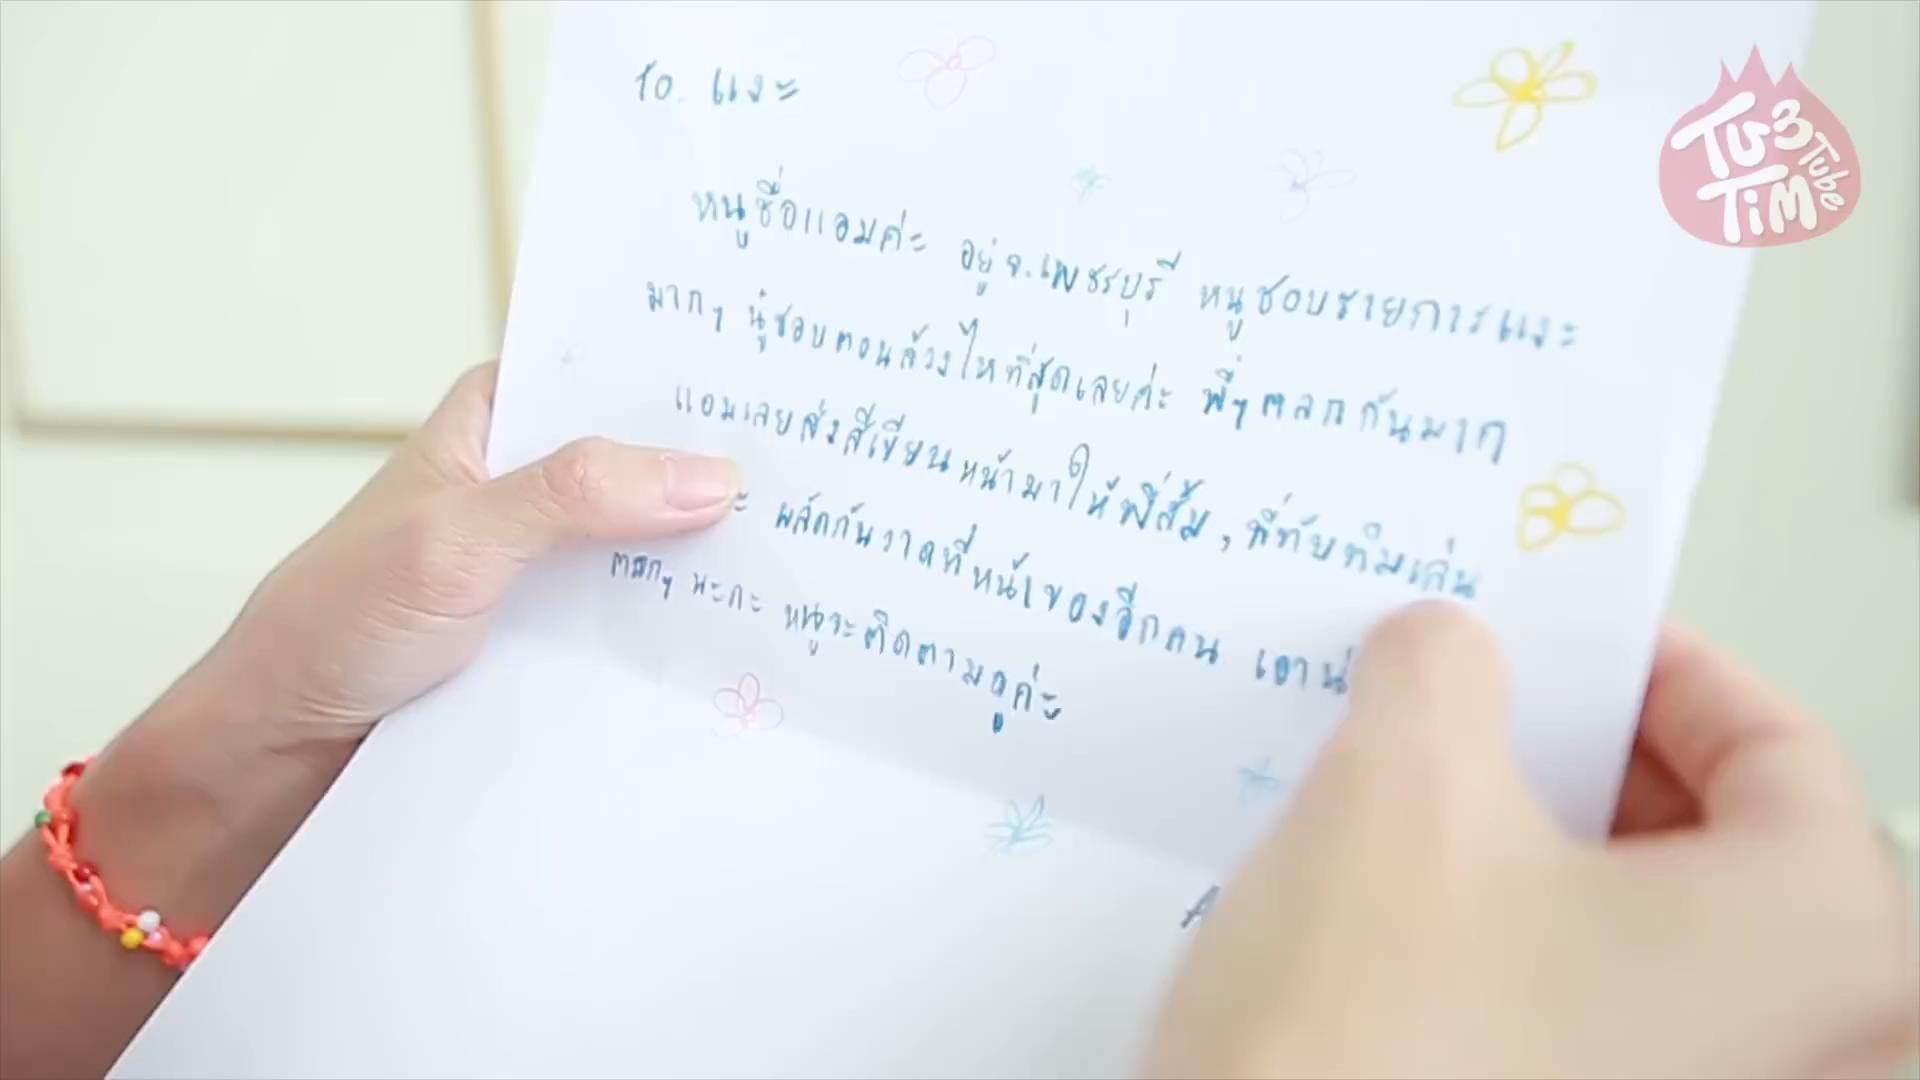 To. แงะ
หนูชื่อแอมค่ะ อยู่ จ.เพชรบุรี หนูชอบรายการแงะ
มากๆ นู๋ชอบตอนล้วงไหที่สุดเลยค่ะ พี่ๆตลกกันมาก
แอมเลยส่งสีเขียนหน้ามาให้พี่ส้ม, พี่ทับทิมเล่น
ผลัดกันวาดที่หน้าของอีกคน เอา
ตลกๆ นะคะ หนูจะติดตามดูค่ะ
TUB3 Tube
TiM